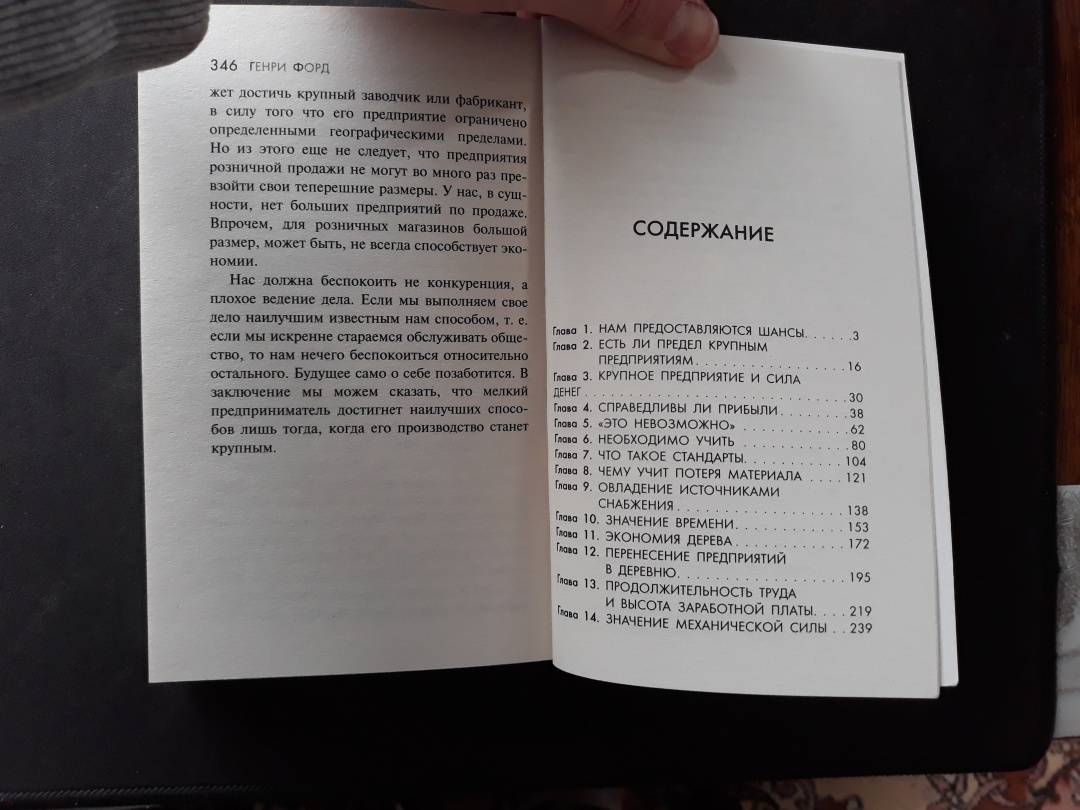 346 ГЕНРИ ФОРД
жет достичь крупный заводчик или фабрикант,
в силу того что его предприятие ограничено
определенными географическими пределами.
Но из этого еще не следует, что предприятия
розничной продажи не могут во много раз пре-
взойти свои теперешние размеры. У нас, в сущ-
ности, нет больших предприятий по продаже.
Впрочем, для розничных магазинов большой
размер, может быть, не всегда способствует эко-
номии.
Нас должна беспокоить не конкуренция, а
плохое ведение дела. Если мы выполняем свое
дело наилучшим известным нам способом, т. е.
если мы искренне стараемся обслуживать обще-
ство, то нам нечего беспокоиться относительно
остального. Будущее само о себе позаботится. В
заключение мы можем сказать, что мелкий
предприниматель достигнет наилучших спосо-
бов лишь тогда, когда его производство станет
крупным.
СОДЕРЖАНИЕ
Глава 1. НАМ ПРЕДОСТАВЛЯЮТСЯ ШАНСЫ. . . . . .3
Глава 2. ЕСТЬ ЛИ ПРЕДЕЛ КРУПНЫМ
ПРЕДПРИЯТИЯМ. . . . . . . . . . . . . . . . 16
Глава 3. КРУПНОЕ ПРЕДПРИЯТИЕ И СИЛА
ДЕНЕГ . . . . . . . . . . . . . . . . . . . . . . . . . . . 30
Глава 4. СПРАВЕДЛИВЫ ЛИ ПРИБЫЛИ. . . . . . . . 38
Глава 5. «ЭТО НЕВОЗМОЖНО» . . . . . . . . . . . . 62
Глава 6. НЕОБХОДИМО УЧИТЬ . . . . . . . . . . . . 80
Глава 7. ЧТО ТАКОЕ СТАНДАРТЫ. . . . . . . . . . . 104
Глава 8. ЧЕМУ УЧИТ ПОТЕРЯ МАТЕРИАЛА . . . . 121
Глава 9. ОВЛАДЕНИЕ ИСТОЧНИКАМИ
СНАБЖЕНИЯ. . . . . . . . . . . . . . . . . . 138
Глава 10. ЗНАЧЕНИЕ ВРЕМЕНИ. . . . . . . . . . . . 153
Глава 11. ЭКОНОМИЯ ДЕРЕВА. . . . . . . . . . . . 172
Глава 12. ПЕРЕНЕСЕНИЕ ПРЕДПРИЯТИЙ
В ДЕРЕВНЮ. . . . . . . . . . . . . . . . . . 195
Глава 13. ПРОДОЛЖИТЕЛЬНОСТЬ ТРУДА
И ВЫСОТА ЗАРАБОТНОЙ ПЛАТЫ. . . . 219
Глава 14. ЗНАЧЕНИЕ МЕХАНИЧЕСКОЙ СИЛЫ . . 239